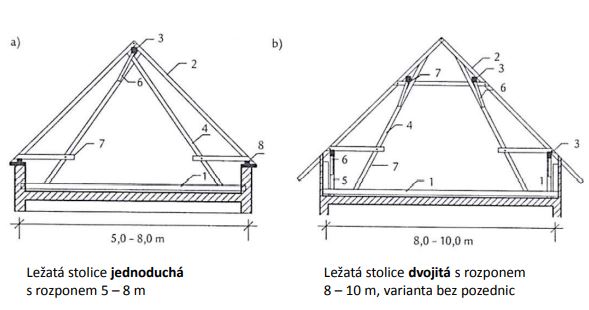 a)
3
2
6
4
7
8
1
5,0 – 8,0 m
Ležatá stolice jednoduchá
s rozponem 5 – 8 m
b)
2
7
3
6
4
3
6
7
5
1
1
8,0 – 10,0 m
Ležatá stolice dvojitá s rozponem
8 – 10 m, varianta bez pozednic